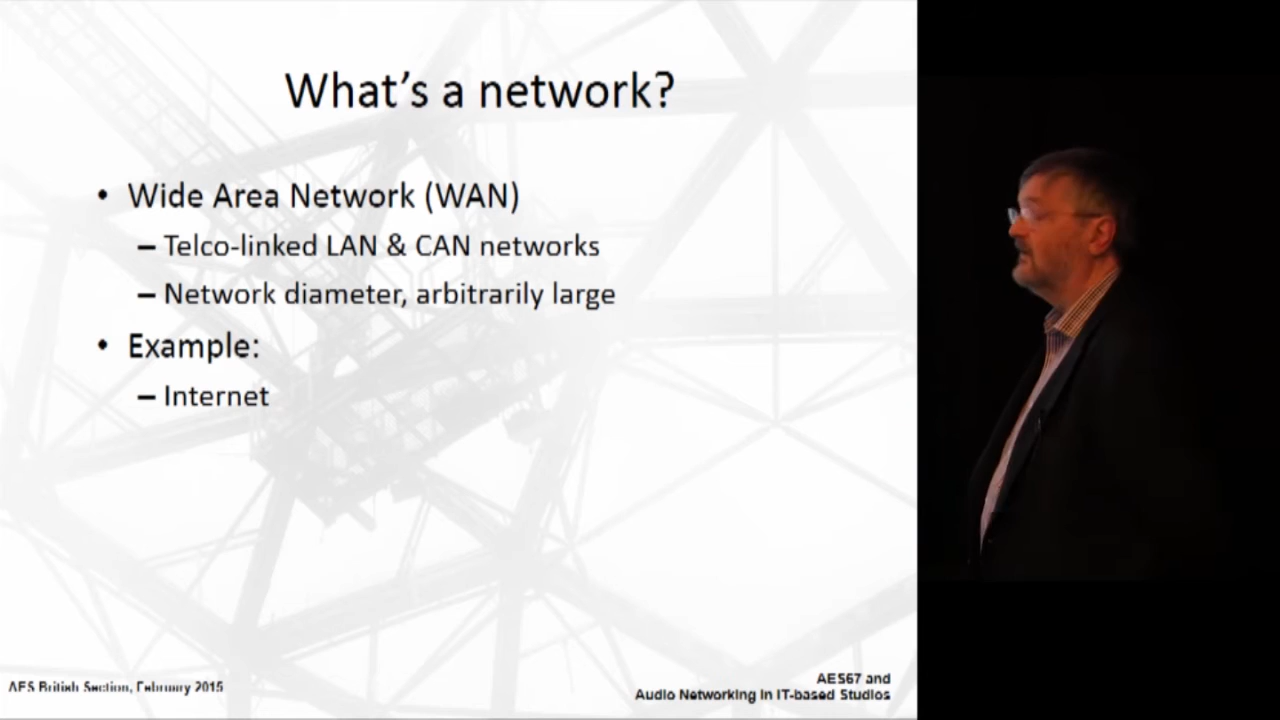 What's a network?
• Wide Area Network (WAN)
– Telco-linked LAN & CAN networks
– Network diameter, arbitrarily large
• Example:
– Internet
AES British Section, February 2015
AES67 and
Audio Networking in IT-based Studios